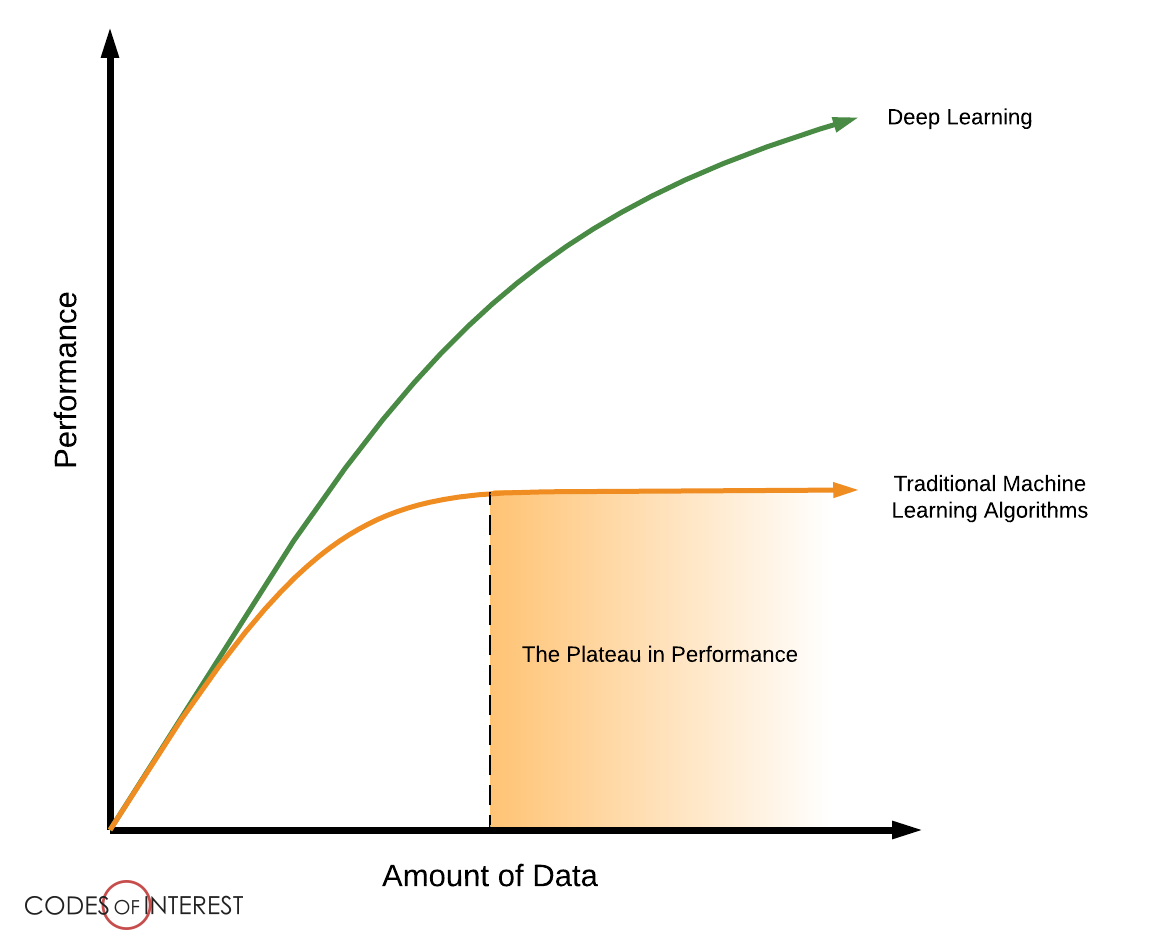 Deep Learning
Performance
Traditional Machine
Learning Algorithms
The Plateau in Performance
Amount of Data
CODES OF INTEREST